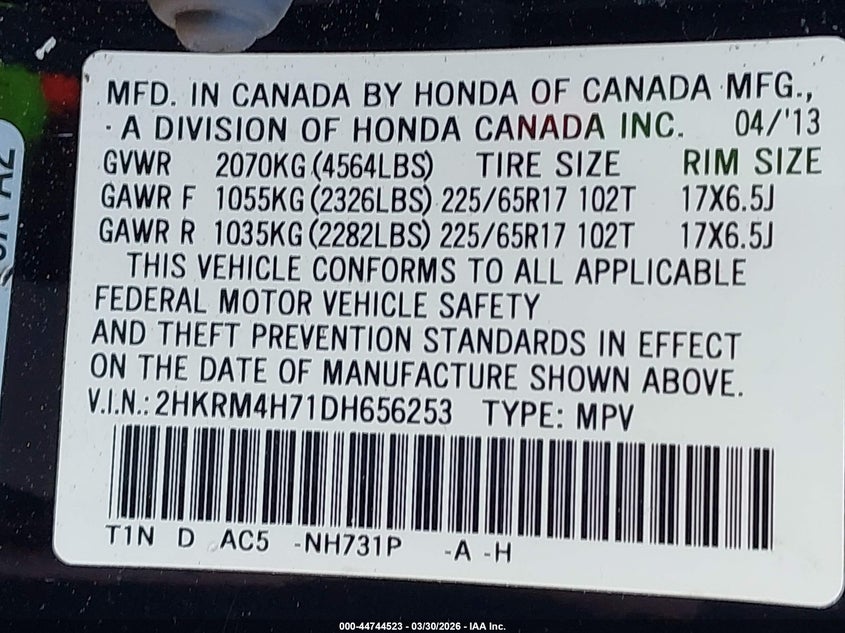 MFD. IN CANADA BY HONDA OF CANADA MFG.,
· A DIVISION OF HONDA CANADA INC. 04/'13
GVWR 2070KG (4564LBS) TIRE SIZE RIM SIZE
GAWR F 1055KG (2326LBS) 225/65R17 102T 17X6.5J
GAWR R 1035KG (2282LBS) 225/65R17 102T 17X6.5J
THIS VEHICLE CONFORMS TO ALL APPLICABLE
FEDERAL MOTOR VEHICLE SAFETY
AND THEFT PREVENTION STANDARDS IN EFFECT
ON THE DATE OF MANUFACTURE SHOWN ABOVE.
V.I.N.: 2HKRM4H71DH656253 TYPE: MPV
T1N D AC5 -NH731P -A -H
000-44744523 - 03/30/2026 - IAA Inc.